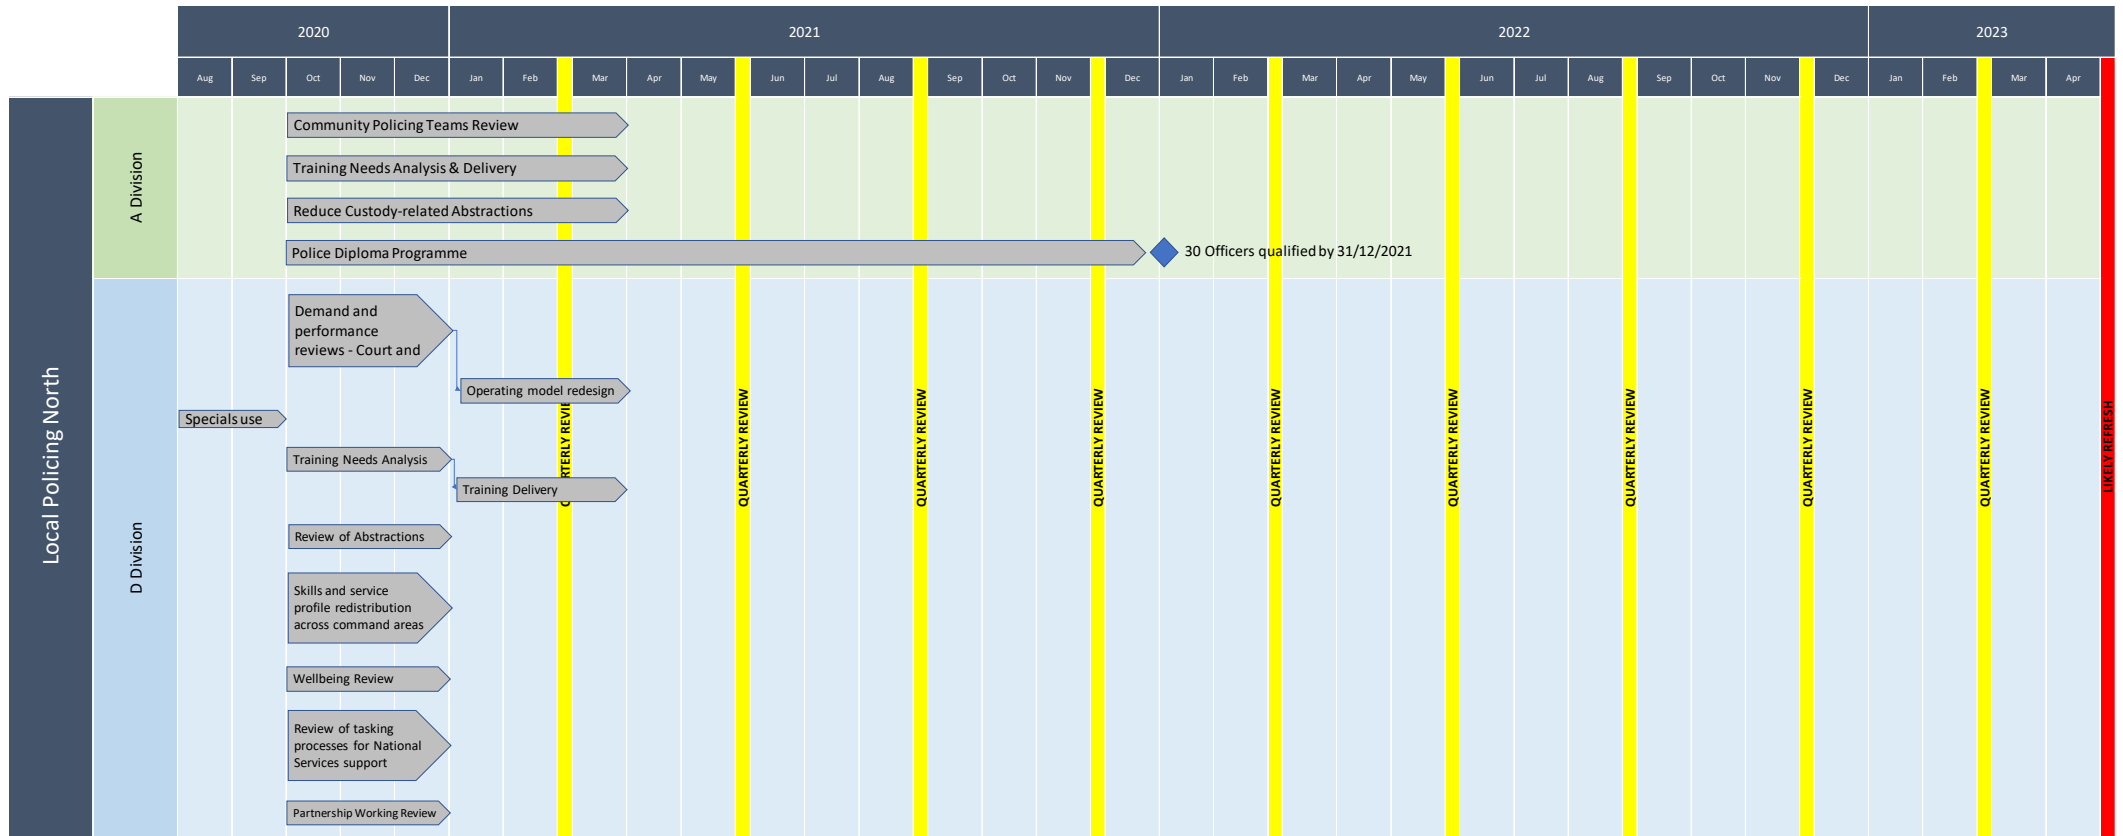 2020
2021
2022
2023
Aug Sep Oct Nov Dec Jan Feb Mar Apr May Jun Jul Aug Sep Oct Nov Dec Jan Feb Mar Apr May Jun Jul Aug Sep Oct Nov Dec Jan Feb Mar Apr
Local Policing North
A Division
Community Policing Teams Review
Training Needs Analysis & Delivery
Reduce Custody-related Abstractions
Police Diploma Programme
30 Officers qualified by 31/12/2021
D Division
Demand and
performance
reviews - Court and
Operating model redesign
Specials use
Training Needs Analysis
Training Delivery
Review of Abstractions
Skills and service
profile redistribution
across command areas
Wellbeing Review
Review of tasking
processes for National
Services support
Partnership Working Review
QUARTERLY REVIEW
QUARTERLY REVIEW
QUARTERLY REVIEW
QUARTERLY REVIEW
QUARTERLY REVIEW
QUARTERLY REVIEW
QUARTERLY REVIEW
QUARTERLY REVIEW
LIKELY REFRESH